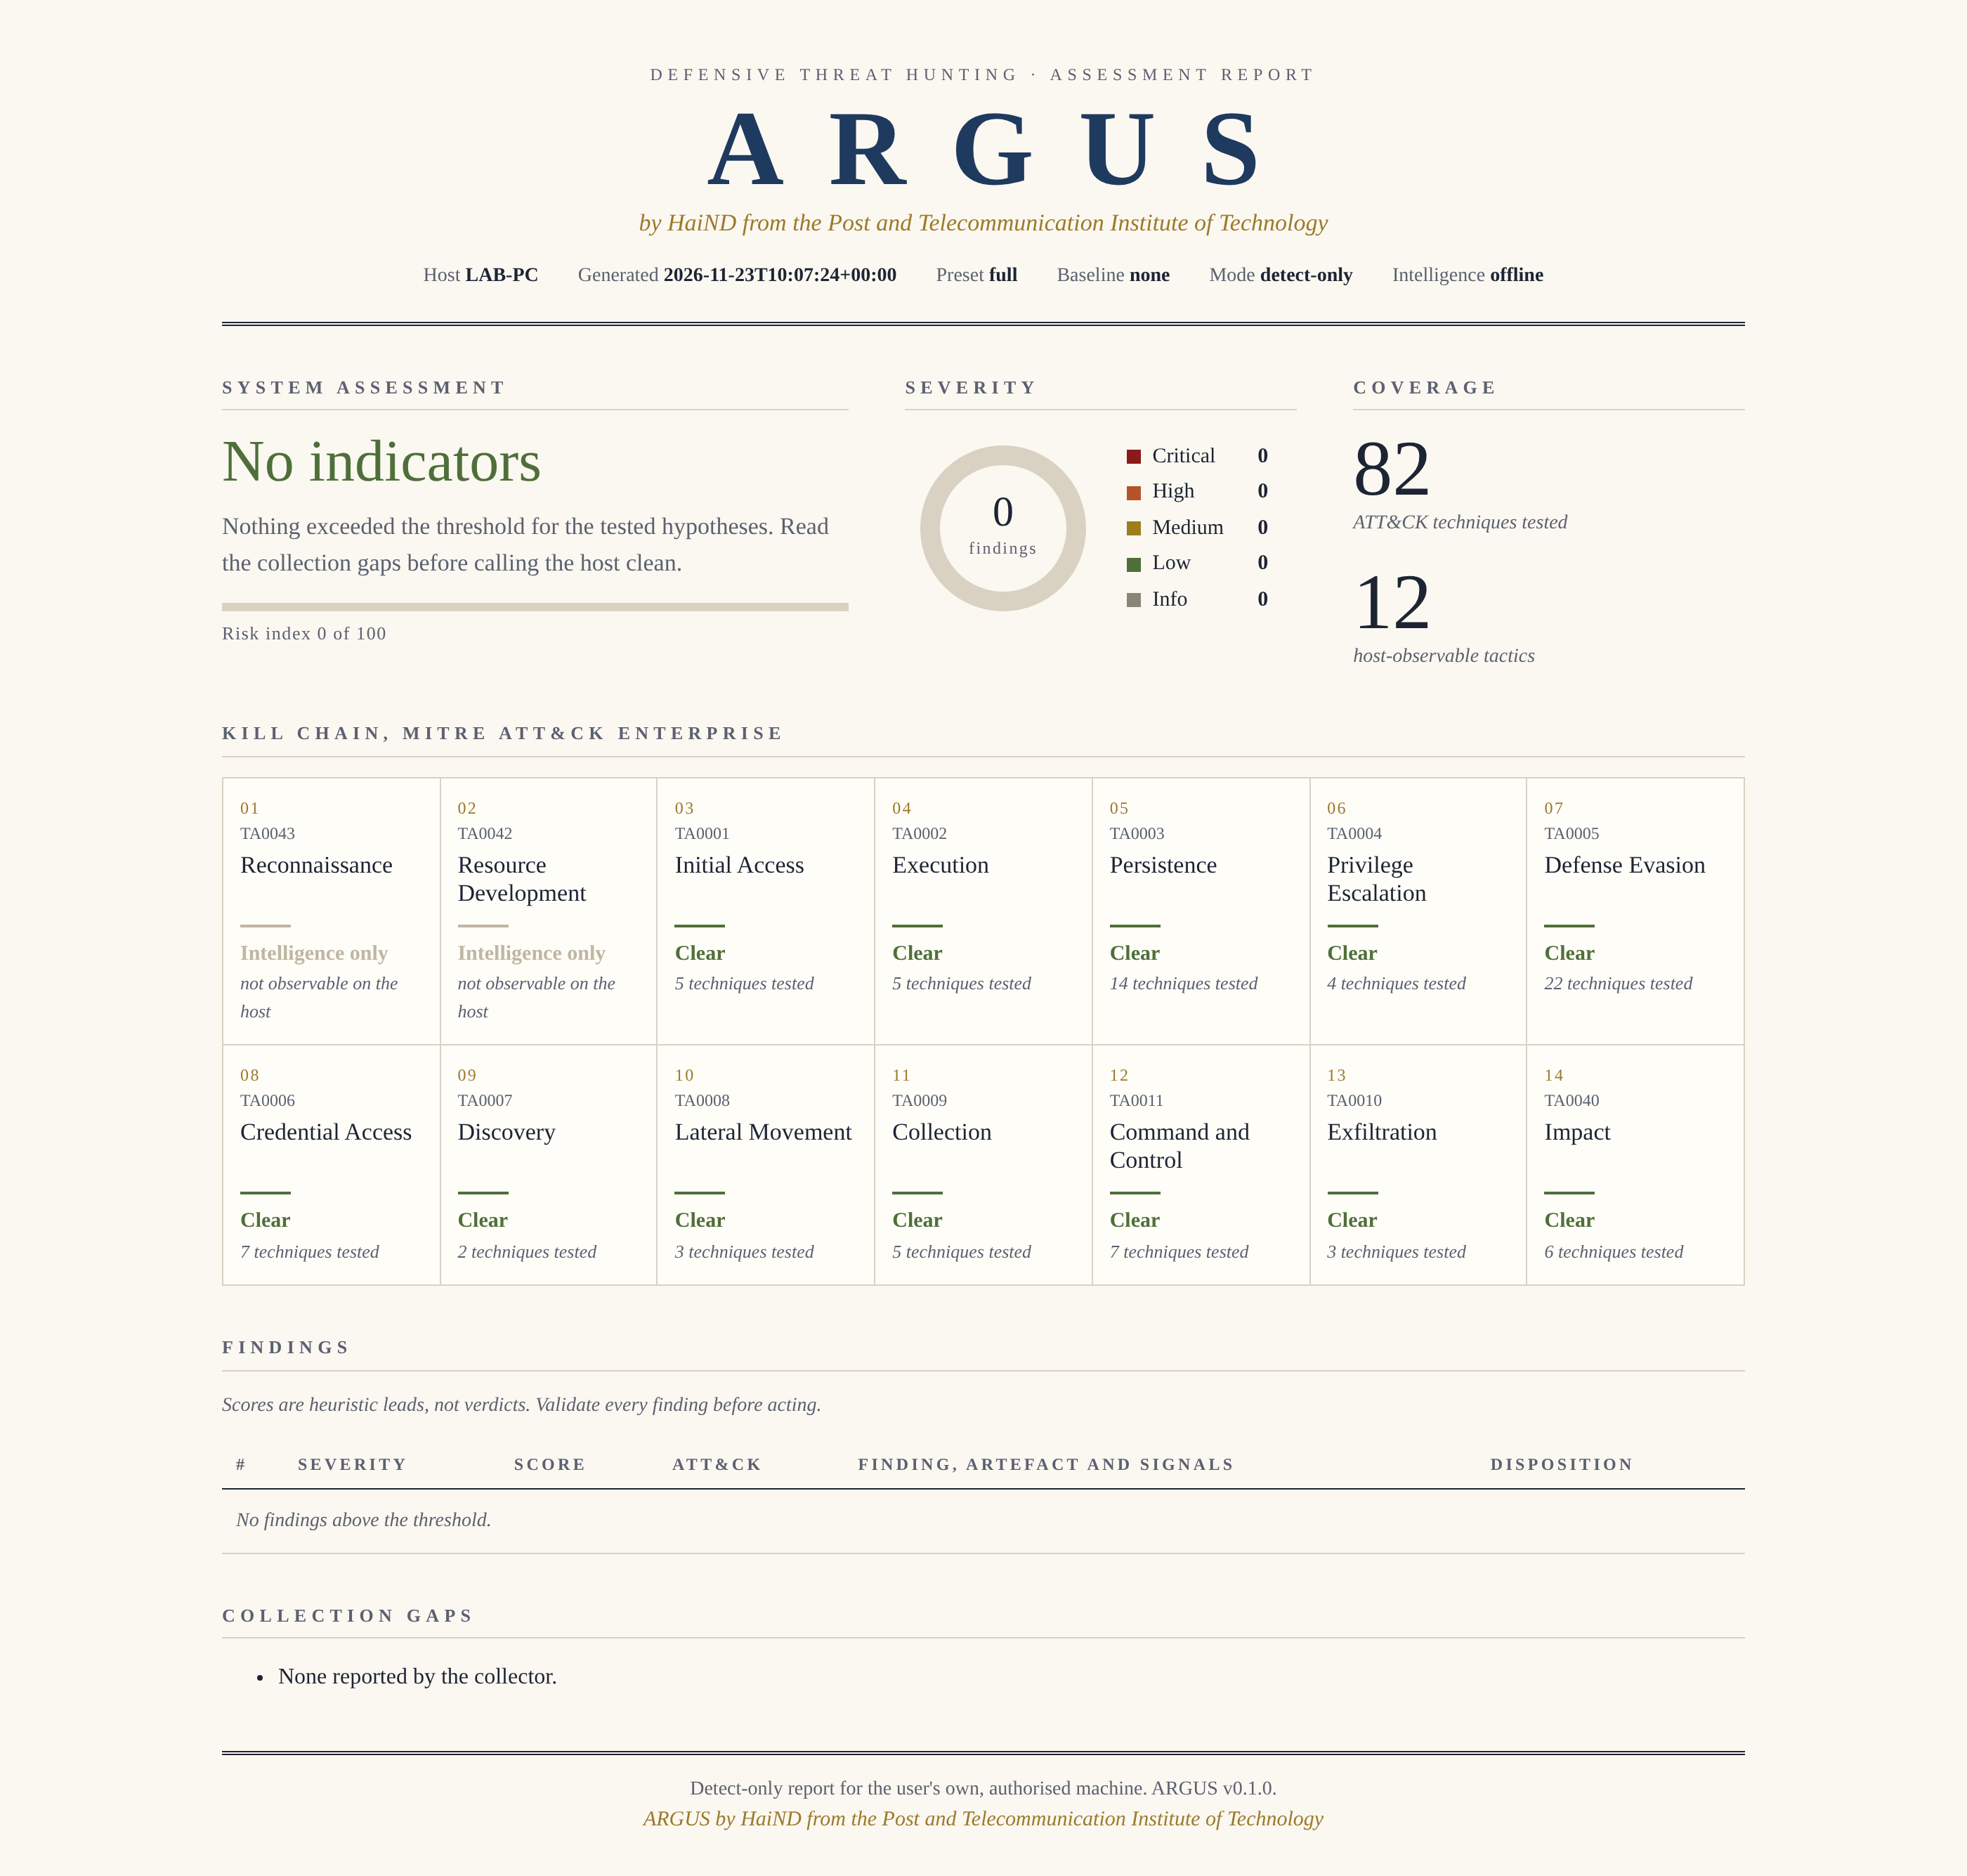 DEFENSIVE THREAT HUNTING · ASSESSMENT REPORT
ARGUS
by HaiND from the Post and Telecommunication Institute of Technology
Host LAB-PC Generated 2026-11-23T10:07:24+00:00 Preset full Baseline none Mode detect-only Intelligence offline
SYSTEM ASSESSMENT
No indicators
Nothing exceeded the threshold for the tested hypotheses. Read
the collection gaps before calling the host clean.
Risk index 0 of 100
SEVERITY
0
findings
Critical 0
High 0
Medium 0
Low 0
Info 0
COVERAGE
82
ATT&CK techniques tested
12
host-observable tactics
KILL CHAIN, MITRE ATT&CK ENTERPRISE
01
TA0043
Reconnaissance
Intelligence only
not observable on the
host
02
TA0042
Resource
Development
Intelligence only
not observable on the
host
03
TA0001
Initial Access
Clear
5 techniques tested
04
TA0002
Execution
Clear
5 techniques tested
05
TA0003
Persistence
Clear
14 techniques tested
06
TA0004
Privilege
Escalation
Clear
4 techniques tested
07
TA0005
Defense Evasion
Clear
22 techniques tested
08
TA0006
Credential Access
Clear
7 techniques tested
09
TA0007
Discovery
Clear
2 techniques tested
10
TA0008
Lateral Movement
Clear
3 techniques tested
11
TA0009
Collection
Clear
5 techniques tested
12
TA0011
Command and
Control
Clear
7 techniques tested
13
TA0010
Exfiltration
Clear
3 techniques tested
14
TA0040
Impact
Clear
6 techniques tested
FINDINGS
Scores are heuristic leads, not verdicts. Validate every finding before acting.
# SEVERITY SCORE ATT&CK FINDING, ARTEFACT AND SIGNALS DISPOSITION
No findings above the threshold.
COLLECTION GAPS
• None reported by the collector.
Detect-only report for the user's own, authorised machine. ARGUS v0.1.0.
ARGUS by HaiND from the Post and Telecommunication Institute of Technology